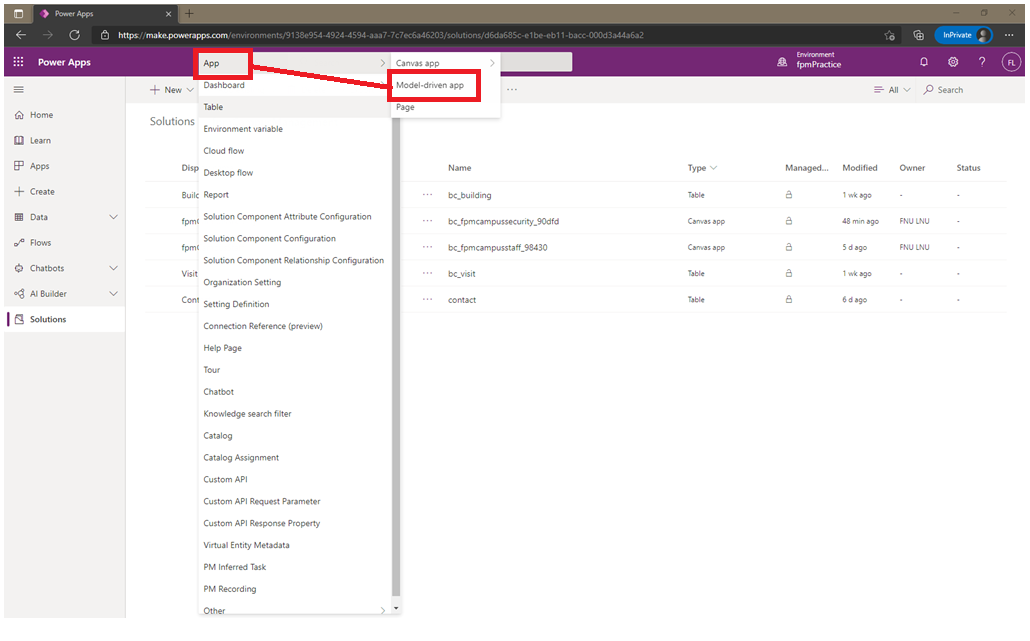 Power Apps
https://make.powerapps.com/environments/9138e954-4924-4594-aaa7-7c7ec6a46203/solutions/d6da685c-e1be-eb11-bacc-000d3a44a6a2
InPrivate
Power Apps
Environment
fpmPractice
FL
New
All
Search
Home
Learn
Apps
Create
Data
Flows
Chatbots
AI Builder
Solutions
Solutions
App
Dashboard
Table
Environment variable
Cloud flow
Desktop flow
Report
Solution Component Attribute Configuration
Solution Component Configuration
Solution Component Relationship Configuration
Organization Setting
Setting Definition
Connection Reference (preview)
Help Page
Tour
Chatbot
Knowledge search filter
Catalog
Catalog Assignment
Custom API
Custom API Request Parameter
Custom API Response Property
Virtual Entity Metadata
PM Inferred Task
PM Recording
Other
Canvas app
Model-driven app
Page
Disp Name Type Managed... Modified Owner Status
Build ... bc_building Table 1 wk ago - -
fpm ... bc_fpmcampussecurity_90dfd Canvas app 48 min ago FNU LNU -
fpm ... bc_fpmcampusstaff_98430 Canvas app 5 d ago FNU LNU -
Visit ... bc_visit Table 1 wk ago - -
Cont ... contact Table 6 d ago - -